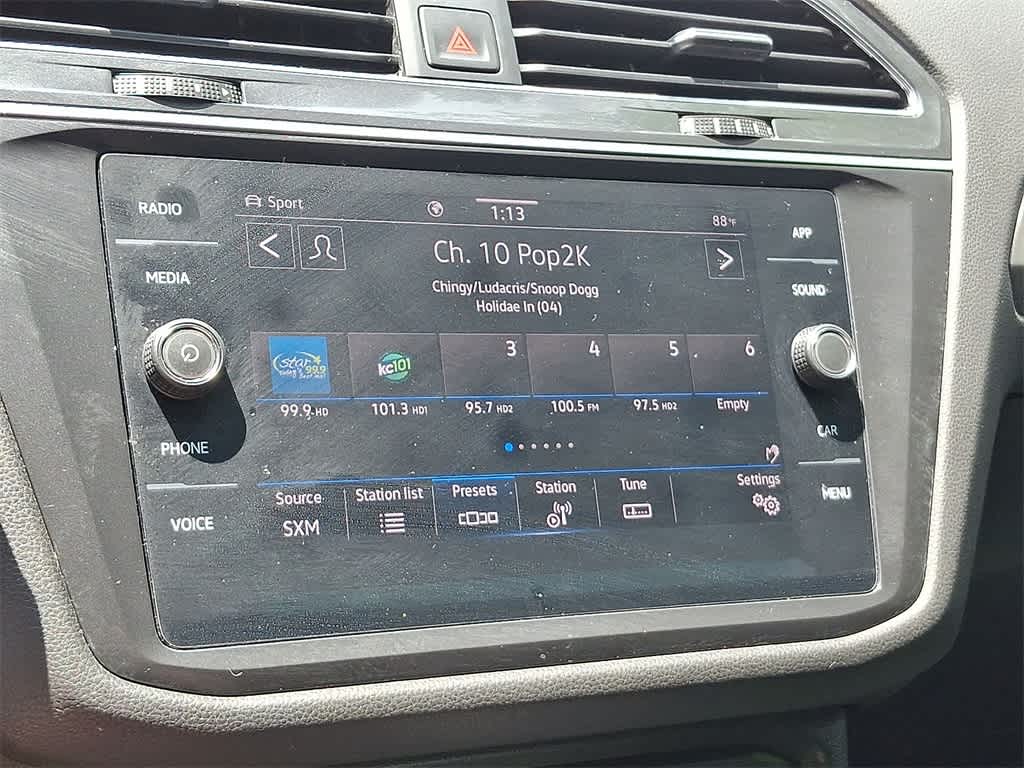 RADIO
MEDIA
PHONE
VOICE
Sport
1:13
88°F
Ch. 10 Pop2K
Chingy/Ludacris/Snoop Dogg
Holidae In (04)
star
99.9
kc101
3
4
5
6
99.9 HD
101.3 HD1
95.7 HD2
100.5 FM
97.5 HD2
Empty
Source
SXM
Station list
Presets
Station
Tune
Settings
APP
SOUND
CAR
MENU